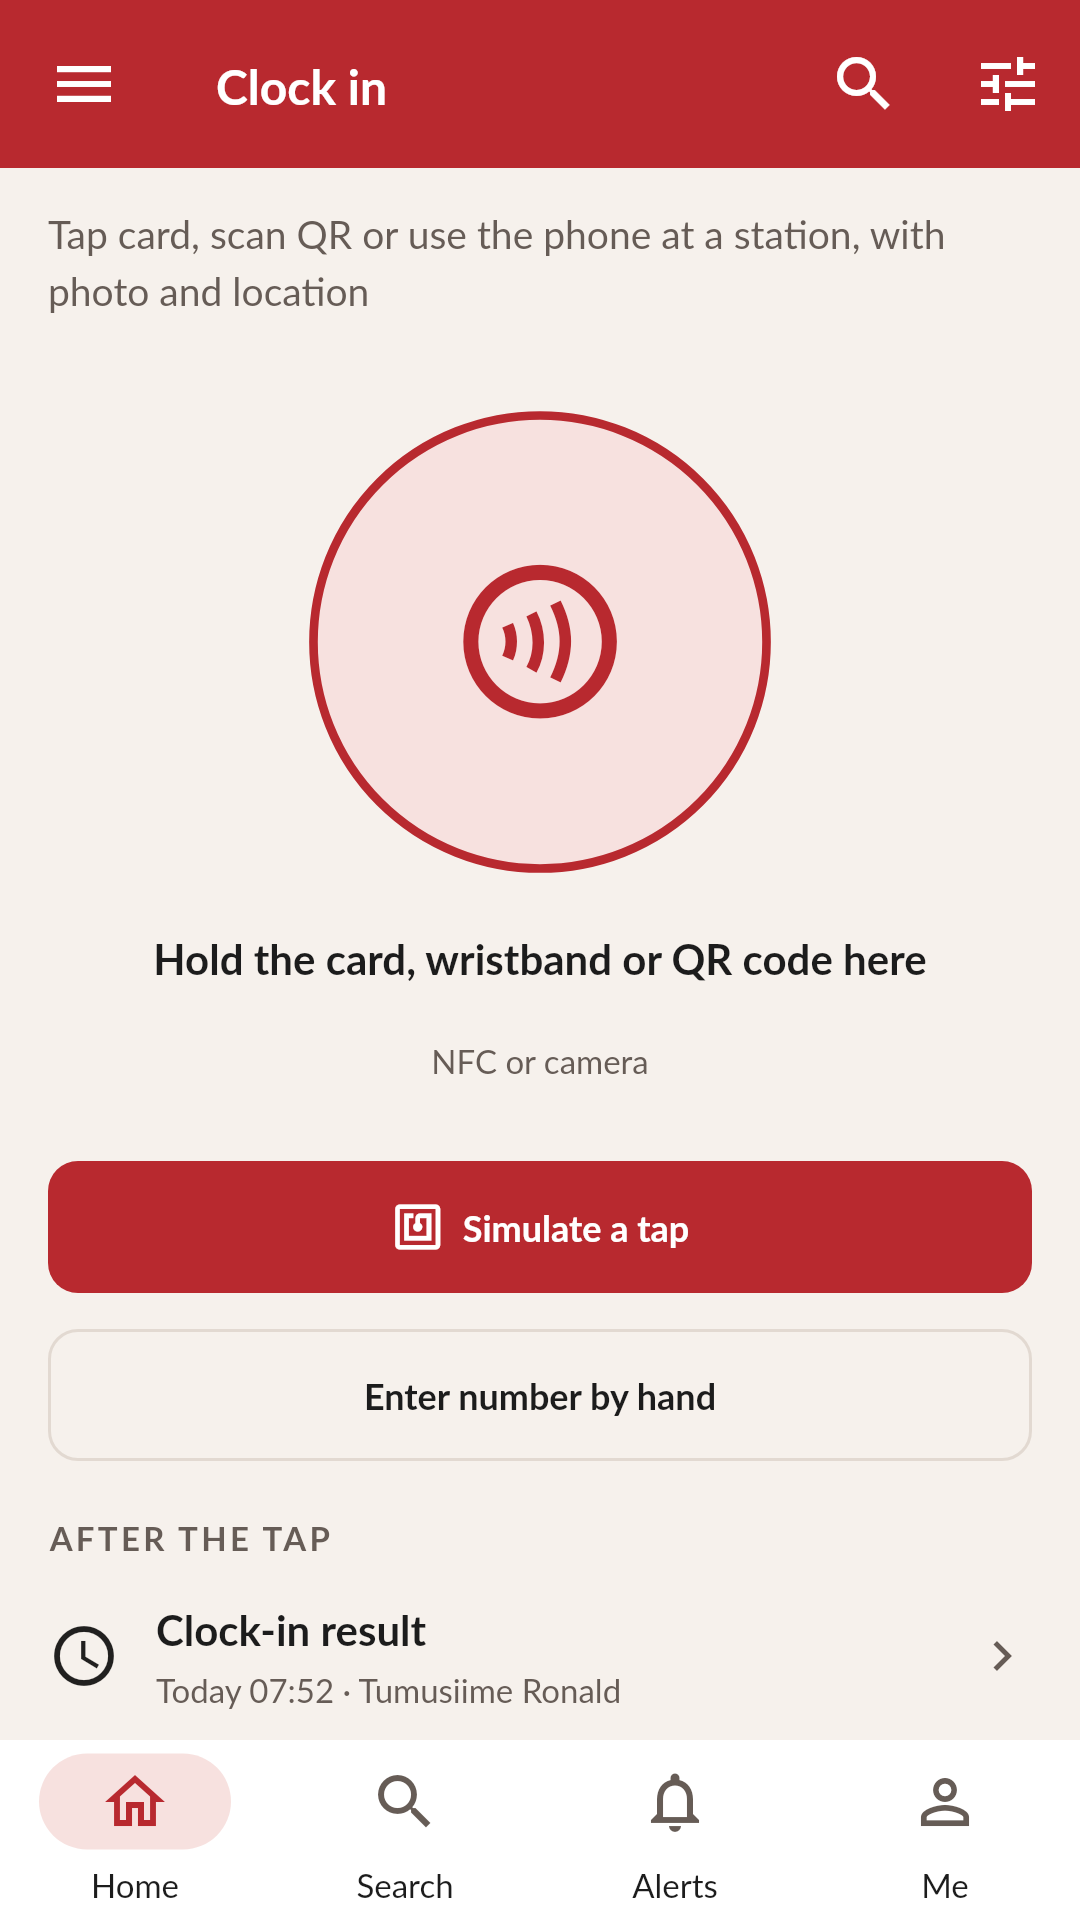 Clock in
Tap card, scan QR or use the phone at a station, with
photo and location
Hold the card, wristband or QR code here
NFC or camera
Simulate a tap
Enter number by hand
AFTER THE TAP
Clock-in result
Today 07:52 · Tumusiime Ronald
Home
Search
Alerts
Me